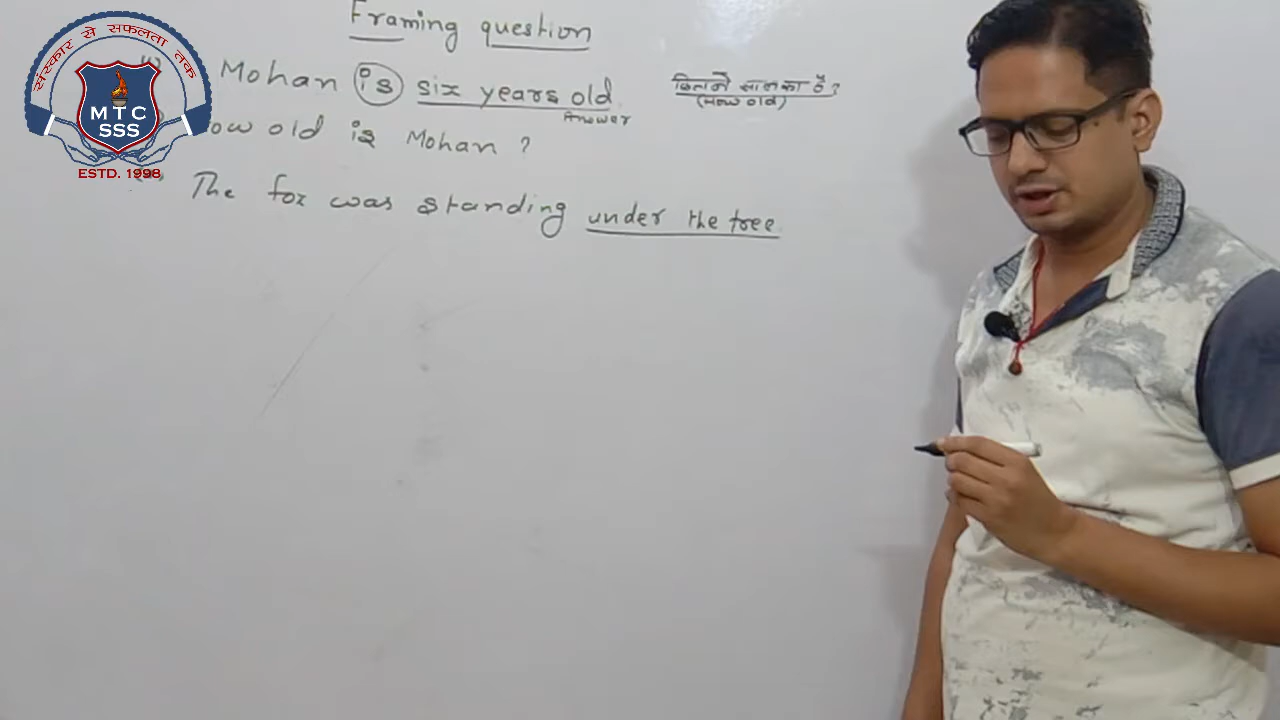 Framing question
Mohan is six years old.
कितने साल का है?
(How old)
Answer
ow old is Mohan ?
The fox was standing under the tree.
संस्कार से सफलता तक
MTC
SSS
ESTD. 1998